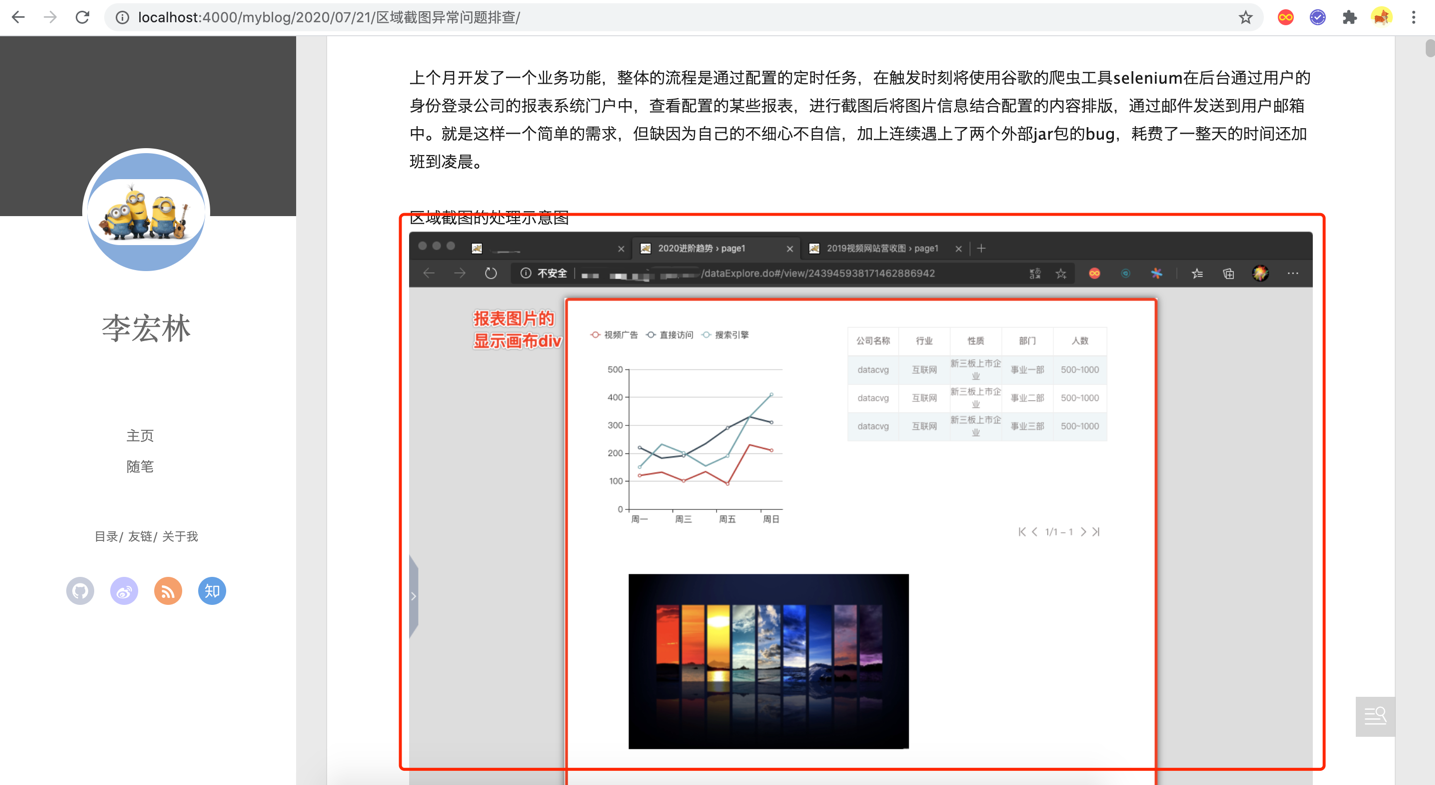 localhost:4000/myblog/2020/07/21/区域截图异常问题排查/
李宏林
主页
随笔
目录/ 友链/ 关于我
知
上个月开发了一个业务功能，整体的流程是通过配置的定时任务，在触发时刻将使用谷歌的爬虫工具selenium在后台通过用户的
身份登录公司的报表系统门户中，查看配置的某些报表，进行截图后将图片信息结合配置的内容排版，通过邮件发送到用户邮箱
中。就是这样一个简单的需求，但缺因为自己的不细心不自信，加上连续遇上了两个外部jar包的bug，耗费了一整天的时间还加
班到凌晨。
区域截图的处理示意图
2020进阶趋势 › page1
2019视频网站营收图 › page1
不安全
/dataExplore.do#/view/243945938171462886942
报表图片的
显示画布div
视频广告 直接访问 搜索引擎
500
400
300
200
100
0
周一 周三 周五 周日
公司名称 行业 性质 部门 人数
datacvg 互联网 新三板上市企业 事业一部 500-1000
datacvg 互联网 新三板上市企业 事业二部 500-1000
datacvg 互联网 新三板上市企业 事业三部 500-1000
1/1 – 1